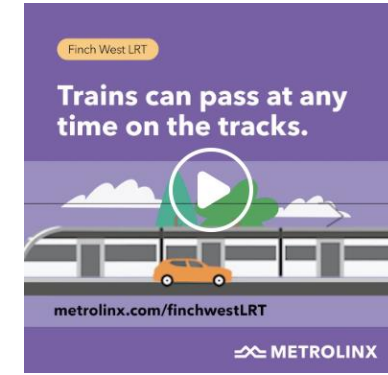 Finch West LRT
Trains can pass at any
time on the tracks.
metrolinx.com/finchwestLRT
METROLINX